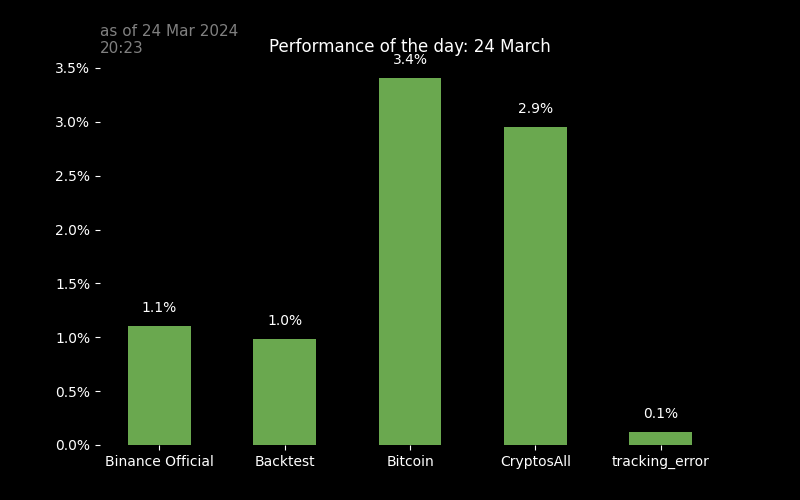 as of 24 Mar 2024
20:23
Performance of the day: 24 March
3.5%
3.0%
2.5%
2.0%
1.5%
1.0%
0.5%
0.0%
1.1%
1.0%
3.4%
2.9%
0.1%
Binance Official
Backtest
Bitcoin
CryptosAll
tracking_error